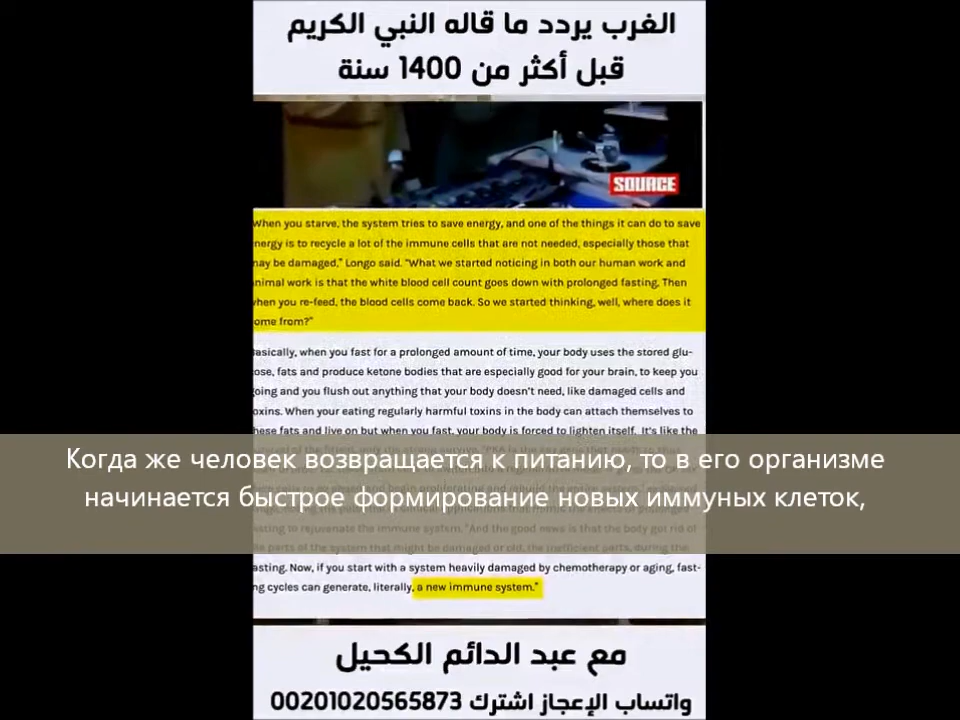 الغرب يردد ما قاله النبي الكريم
قبل أكثر من 1400 سنة
SOURCE
When you starve, the system tries to save energy, and one of the things it can do to save
nergy is to recycle a lot of the immune cells that are not needed, especially those that
may be damaged," Longo said. "What we started noticing in both our human work and
nimal work is that the white blood cell count goes down with prolonged fasting. Then
when you re-feed, the blood cells come back. So we started thinking, well, where does it
ome from?"
asically, when you fast for a prolonged amount of time, your body uses the stored glu-
ose, fats and produce ketone bodies that are especially good for your brain, to keep you
going and you flush out anything that your body doesn't need, like damaged cells and
oxins. When your eating regularly harmful toxins in the body can attach themselves to
hese fats and live on but when you fast, your body is forced to lighten itself. It's like the
Когда же человек возвращается к питанию, то в его организме
начинается быстрое формирование новых иммуных клеток,
asting to rejuvenate the immune system. "And the good news is that the body got rid of
he parts of the system that might be damaged or old, the inefficient parts, during the
asting. Now, if you start with a system heavily damaged by chemotherapy or aging, fast-
ng cycles can generate, literally, a new immune system."
مع عبد الدائم الكحيل
واتساب الإعجاز اشترك 00201020565873